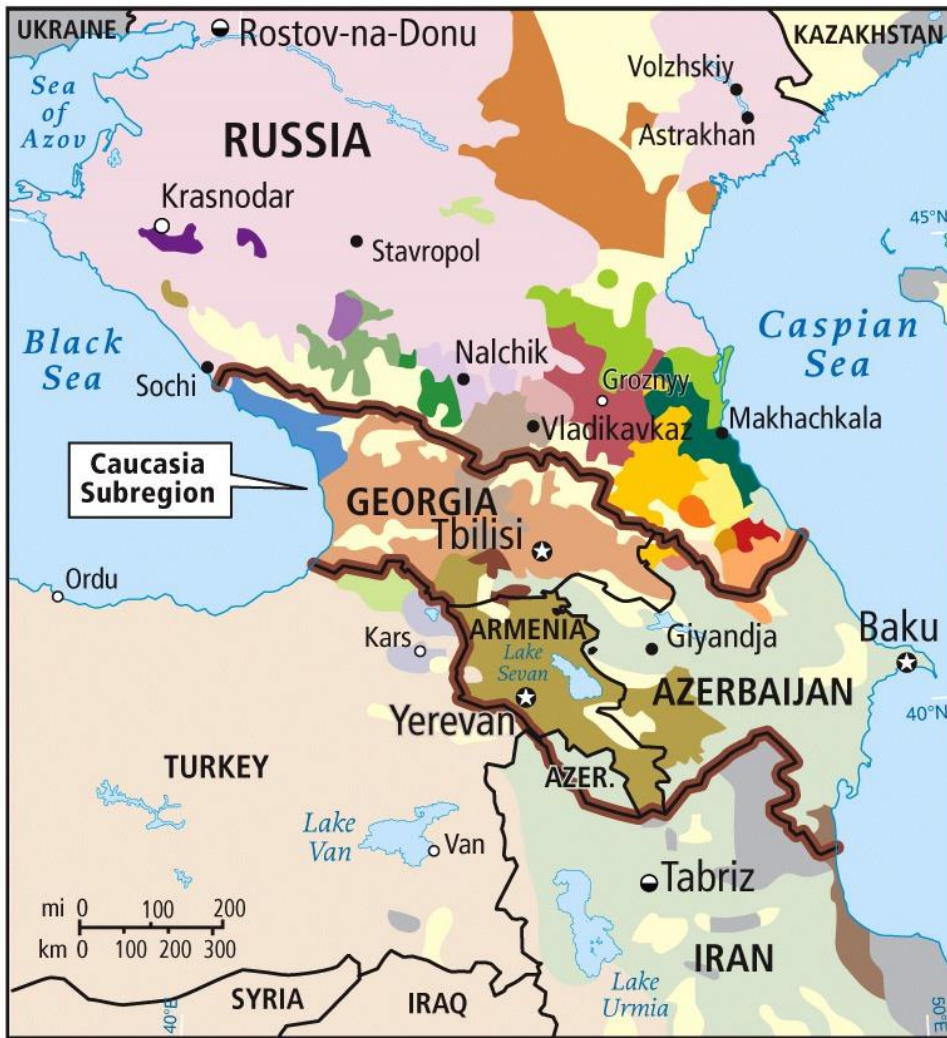 UKRAINE
Rostov-na-Donu
KAZAKHSTAN
Sea
of
Azov
Volzhskiy
Astrakhan
RUSSIA
Krasnodar
Stavropol
45°N
Black
Sea
Caspian
Sea
Sochi
Nalchik
Groznyy
Vladikavkaz
Makhachkala
Caucasia
Subregion
GEORGIA
Tbilisi
Ordu
Kars
ARMENIA
Lake
Sevan
Giyandja
Baku
Yerevan
AZERBAIJAN
40°N
TURKEY
AZER.
Lake
Van
Van
Tabriz
mi 0 100 200
km 0 100 200 300
IRAN
Lake
Urmia
SYRIA
IRAQ
40°E
50°E